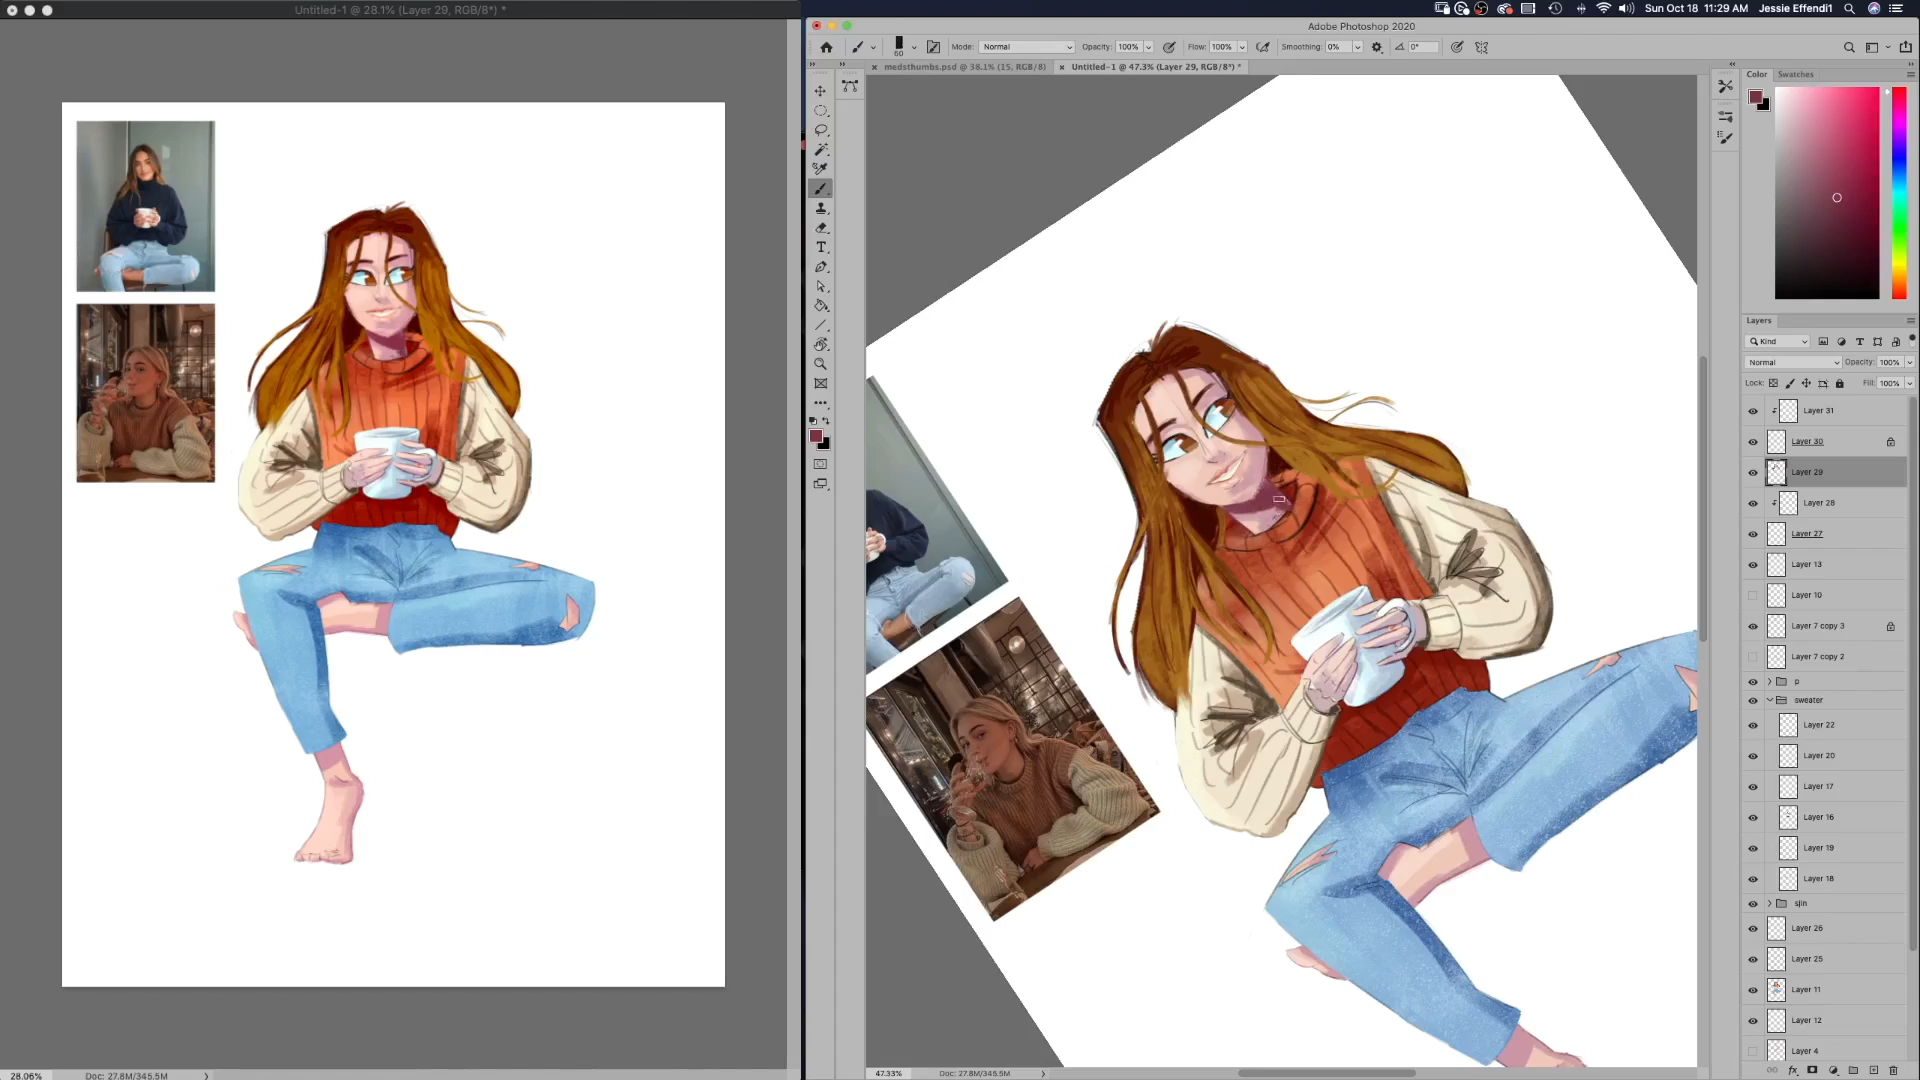 Untitled-1 @ 28.1% (Layer 29, RGB/8*) *
Sun Oct 18 11:29 AM Jessie Effendi1
Adobe Photoshop 2020
60
Mode: Normal Opacity: 100% Flow: 100% Smoothing: 0% 0°
medsthumbs.psd @ 38.1% (15, RGB/8)
Untitled-1 @ 47.3% (Layer 29, RGB/8*) *
Color Swatches
Layers
Kind
Normal Opacity: 100%
Lock: Fill: 100%
Layer 31
Layer 30
Layer 29
Layer 28
Layer 27
Layer 13
Layer 10
Layer 7 copy 3
Layer 7 copy 2
p
sweater
Layer 22
Layer 20
Layer 17
Layer 16
Layer 19
Layer 18
sjin
Layer 26
Layer 25
Layer 11
Layer 12
Layer 4
28.06% Doc: 27.8M/345.5M
47.33% Doc: 27.8M/345.5M